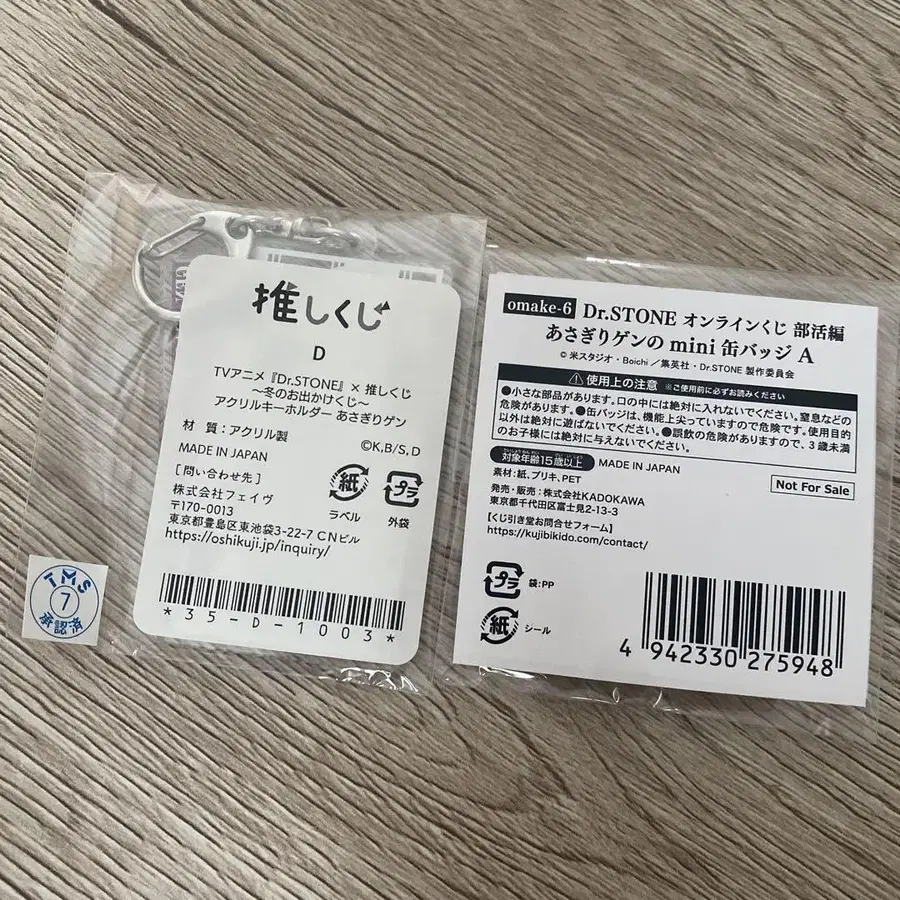 推しくじ
D
TVアニメ『Dr.STONE』× 推しくじ
～冬のお出かけくじ～
アクリルキーホルダー あさぎりゲン
材 質：アクリル製
©K,B/S,D
MADE IN JAPAN
[問い合わせ先]
株式会社フェイヴ
〒170-0013
東京都豊島区東池袋3-22-7 CNビル
https://oshikuji.jp/inquiry/
紙
ラベル
プラ
外袋
*35-D-1003*
TMS
7
承認済
omake-6 Dr.STONE オンラインくじ 部活編
あさぎりゲンの mini 缶バッジ A
© 米スタジオ・Boichi／集英社・Dr.STONE 製作委員会
使用上の注意 ※ご使用前に必ずお読みください
●小さな部品があります。口の中には絶対に入れないでください。窒息などの
危険があります。●缶バッジは、機能上尖っていますので危険です。使用目的
以外は絶対に遊ばないでください。●誤飲の危険がありますので、3歳未満
のお子様には絶対に与えないでください。
対象年齢15歳以上 MADE IN JAPAN
素材：紙、ブリキ、PET
Not For Sale
発売・販売：株式会社KADOKAWA
東京都千代田区富士見2-13-3
【くじ引き堂お問合せフォーム】
https://kujibikido.com/contact/
プラ 袋：PP
紙 シール
4 942330 275948